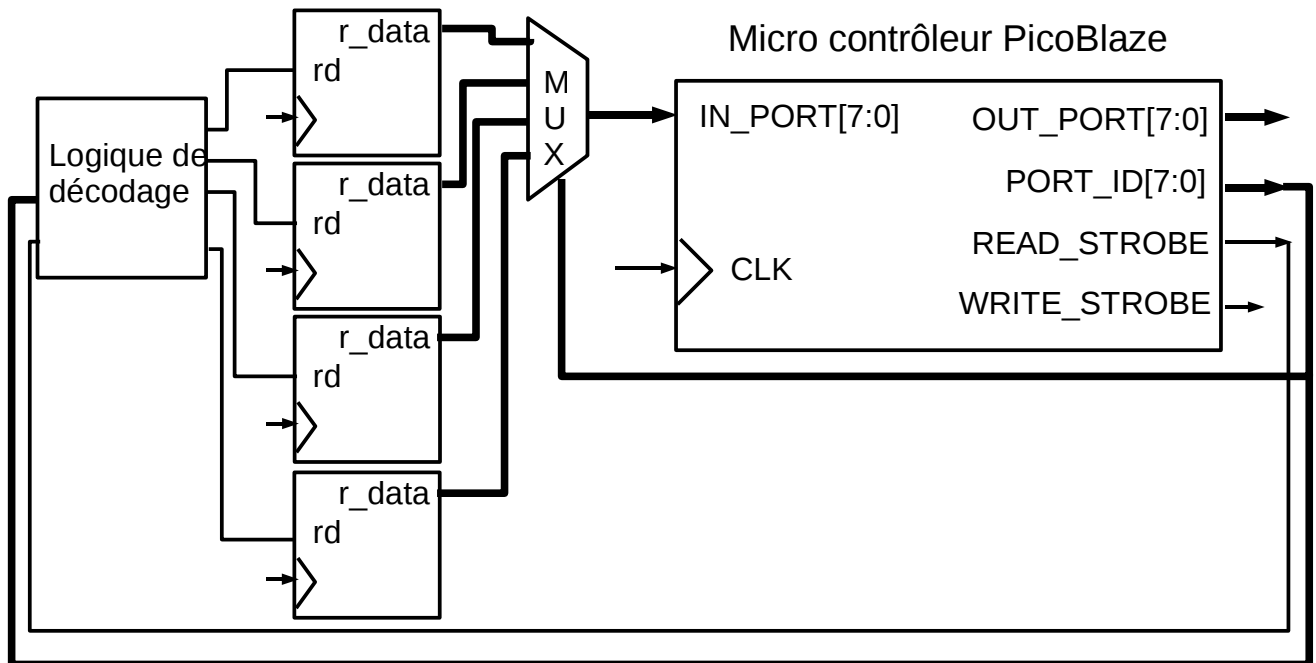 Micro contrôleur PicoBlaze
Logique de
décodage
r_data
rd
r_data
rd
r_data
rd
r_data
rd
M
U
X
IN_PORT[7:0]
CLK
OUT_PORT[7:0]
PORT_ID[7:0]
READ_STROBE
WRITE_STROBE